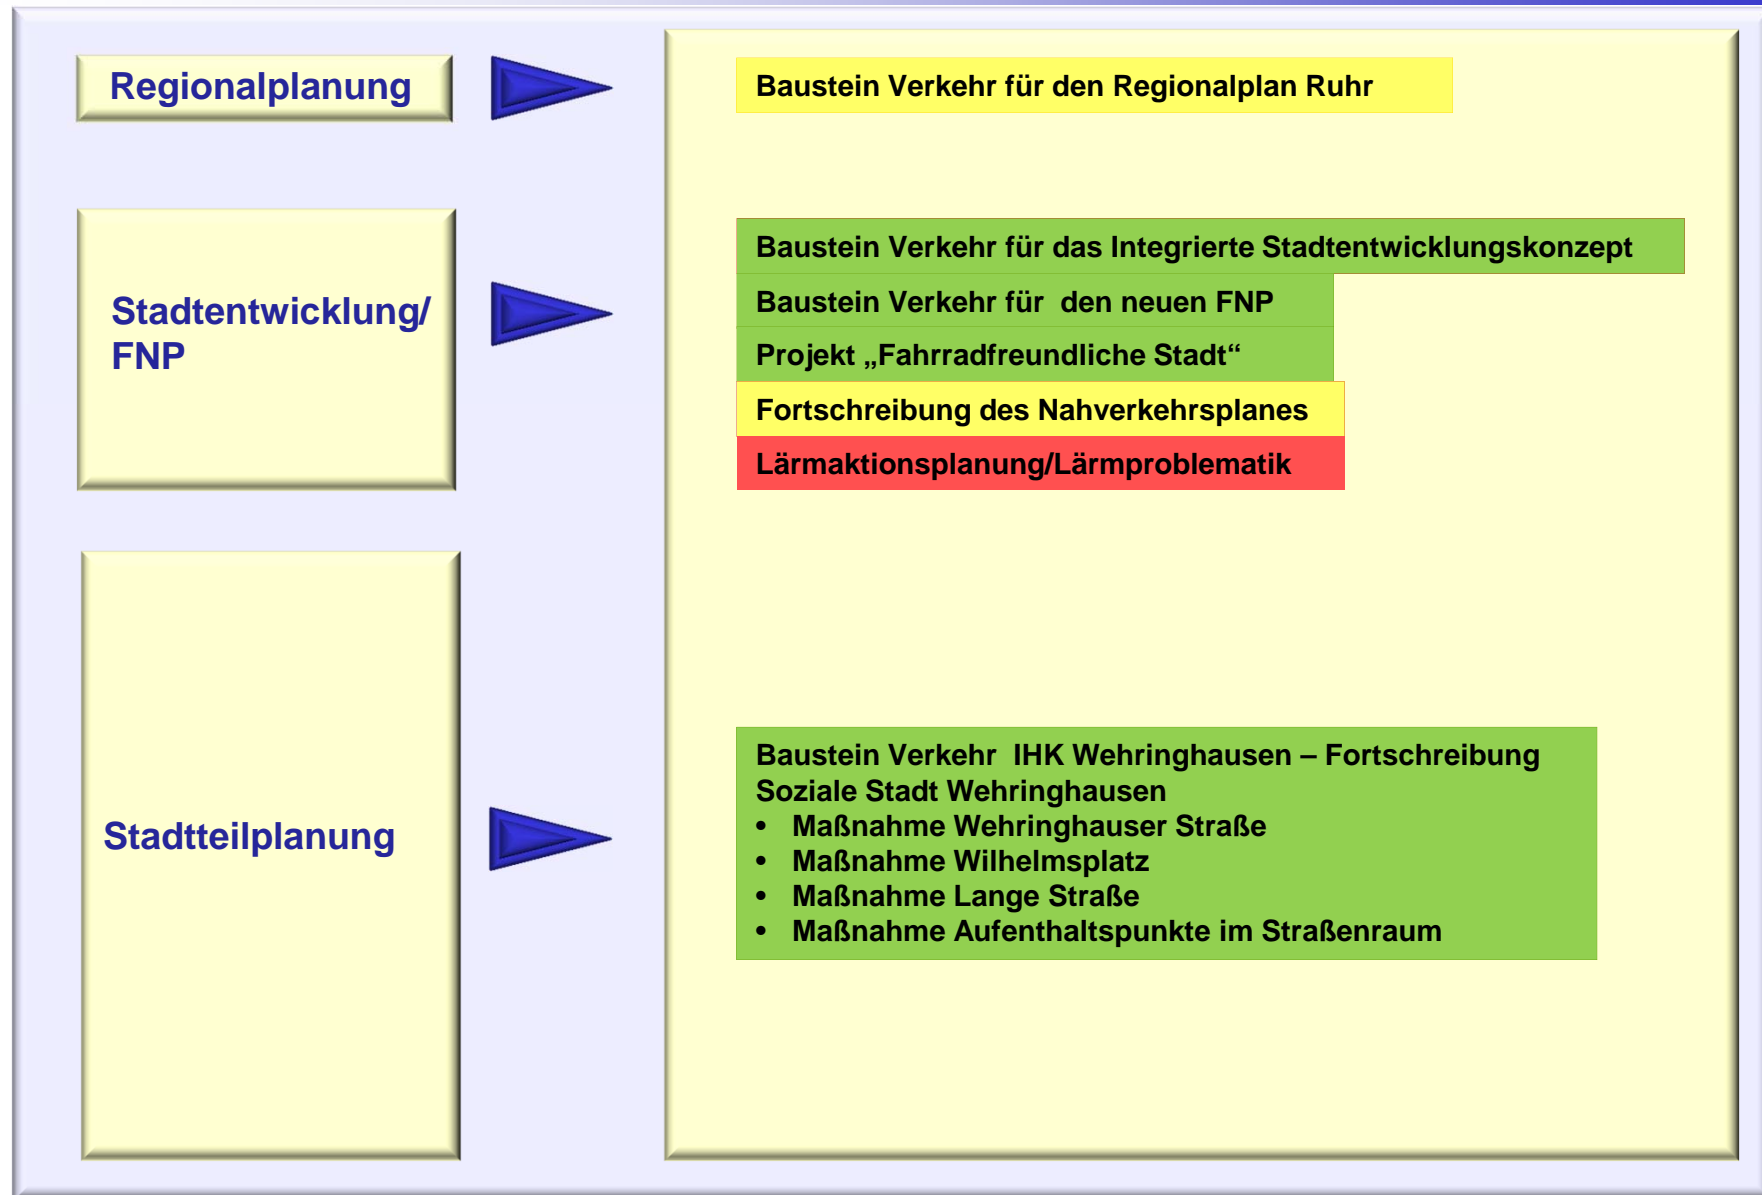 Regionalplanung
Baustein Verkehr für den Regionalplan Ruhr
Stadtentwicklung/
FNP
Baustein Verkehr für das Integrierte Stadtentwicklungskonzept
Baustein Verkehr für den neuen FNP
Projekt „Fahrradfreundliche Stadt“
Fortschreibung des Nahverkehrsplanes
Lärmaktionsplanung/Lärmproblematik
Stadtteilplanung
Baustein Verkehr IHK Wehringhausen – Fortschreibung
Soziale Stadt Wehringhausen
• Maßnahme Wehringhauser Straße
• Maßnahme Wilhelmsplatz
• Maßnahme Lange Straße
• Maßnahme Aufenthaltspunkte im Straßenraum